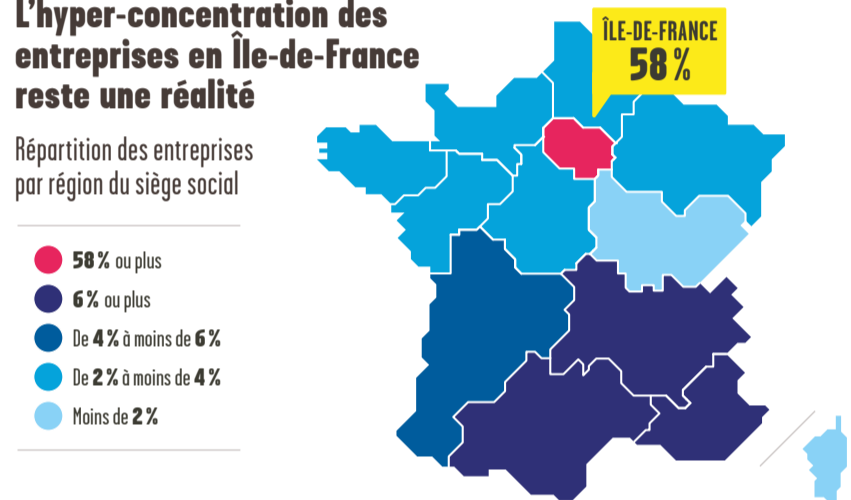 L'hyper-concentration des
entreprises en Île-de-France
reste une réalité
Répartition des entreprises
par région du siège social
58 % ou plus
6 % ou plus
De 4 % à moins de 6 %
De 2 % à moins de 4 %
Moins de 2 %
ÎLE-DE-FRANCE
58 %